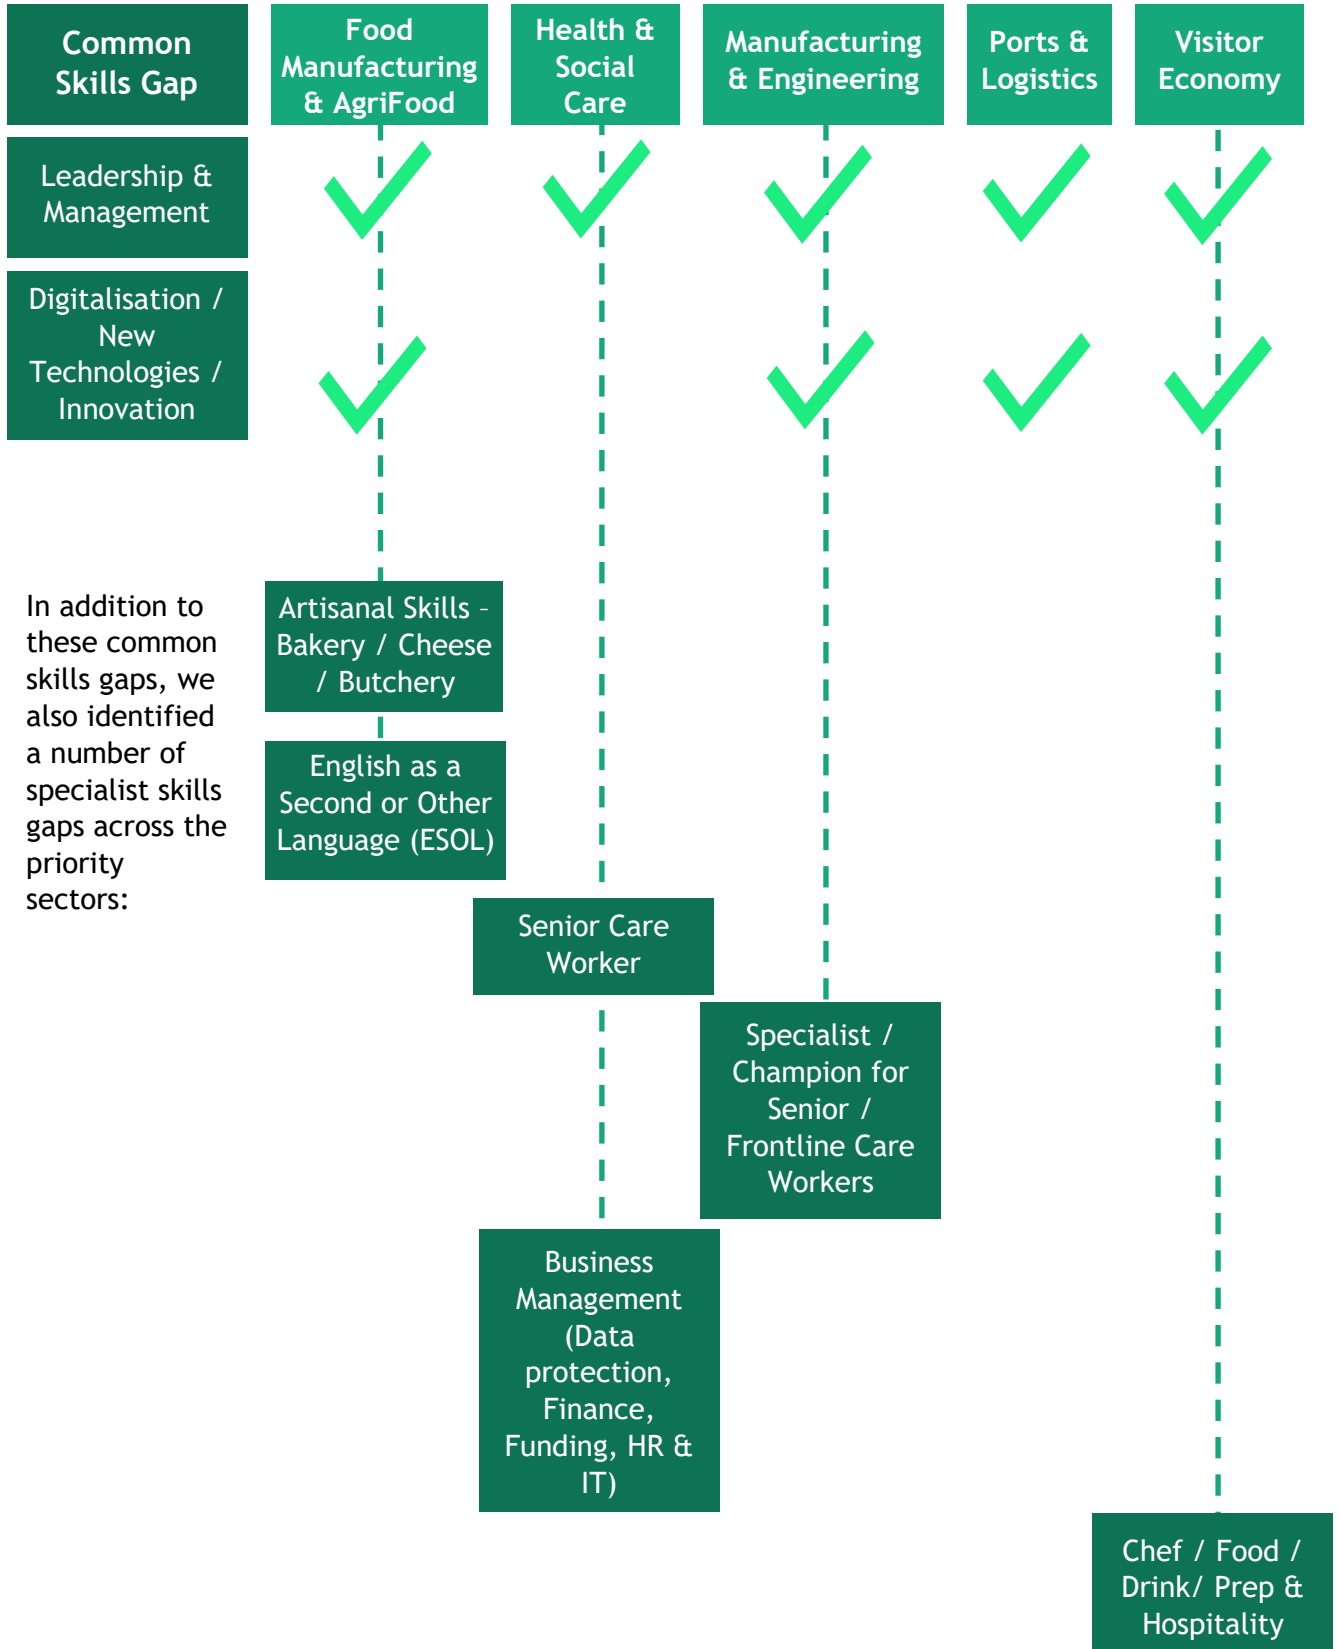 Common
Skills Gap
Food
Manufacturing
& AgriFood
Health &
Social
Care
Manufacturing
& Engineering
Ports &
Logistics
Visitor
Economy
Leadership &
Management
Digitalisation /
New
Technologies /
Innovation
In addition to
these common
skills gaps, we
also identified
a number of
specialist skills
gaps across the
priority
sectors:
Artisanal Skills –
Bakery / Cheese
/ Butchery
English as a
Second or Other
Language (ESOL)
Senior Care
Worker
Specialist /
Champion for
Senior /
Frontline Care
Workers
Business
Management
(Data
protection,
Finance,
Funding, HR &
IT)
Chef / Food /
Drink/ Prep &
Hospitality